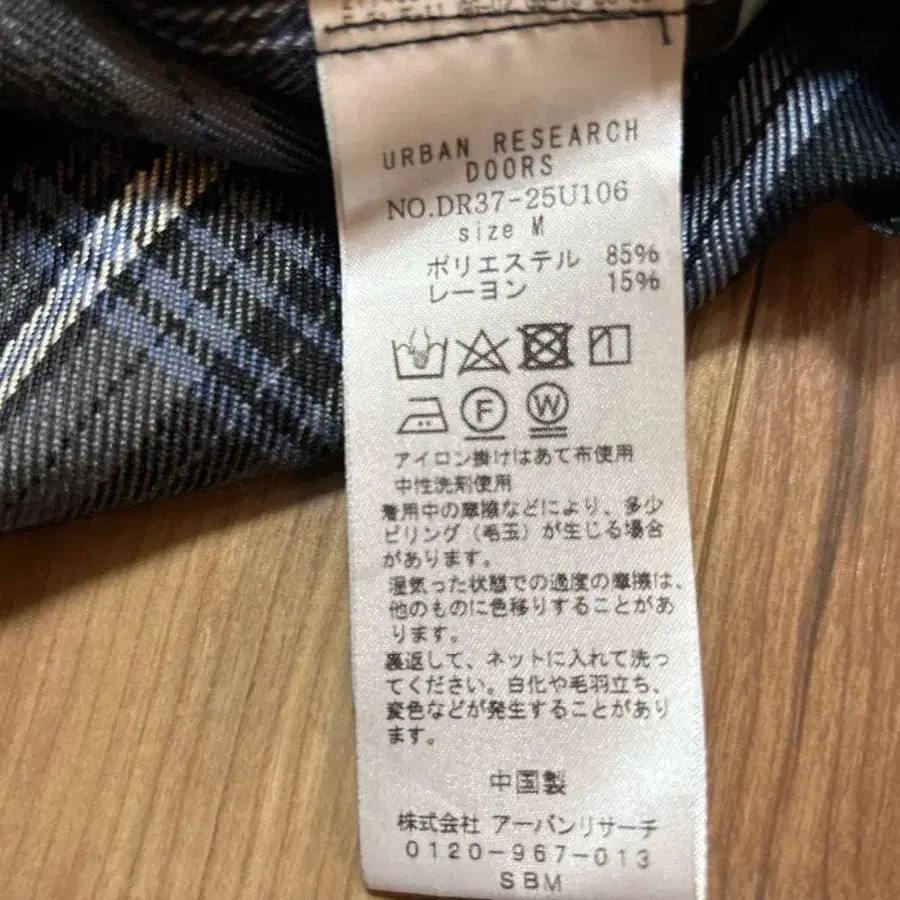 URBAN RESEARCH
DOORS
NO.DR37-25U106
size M
ポリエステル 85%
レーヨン 15%
F W
アイロン掛けはあて布使用
中性洗剤使用
着用中の摩擦などにより、多少
ピリング（毛玉）が生じる場合
があります。
湿気った状態での過度の摩擦は、
他のものに色移りすることがあ
ります。
裏返して、ネットに入れて洗っ
てください。白化や毛羽立ち、
変色などが発生することがあり
ます。
中国製
株式会社 アーバンリサーチ
0120-967-013
SBM